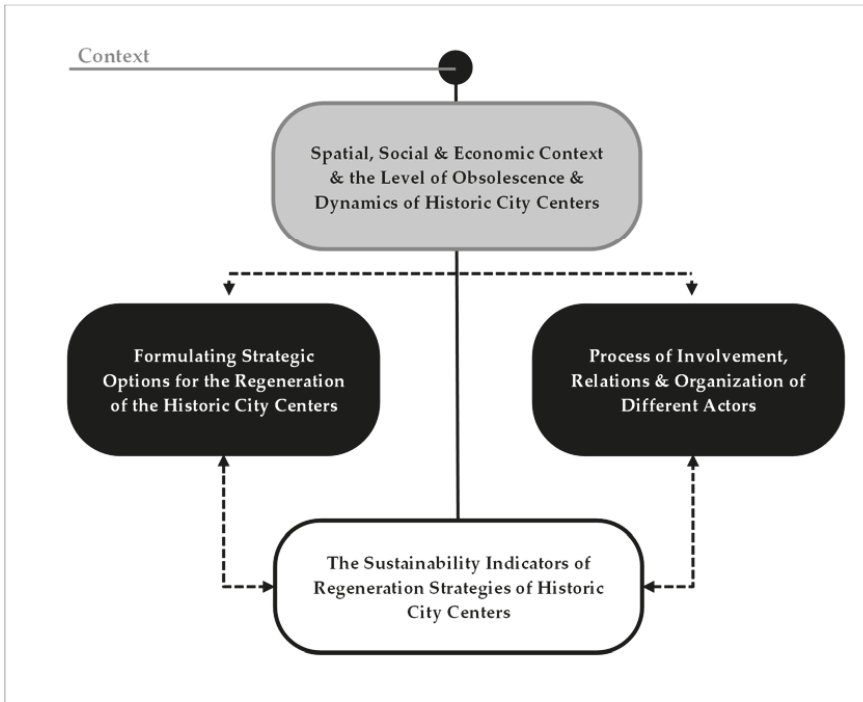 Context
Spatial, Social & Economic Context
& the Level of Obsolescence &
Dynamics of Historic City Centers
Formulating Strategic
Options for the Regeneration
of the Historic City Centers
Process of Involvement,
Relations & Organization of
Different Actors
The Sustainability Indicators of
Regeneration Strategies of Historic
City Centers